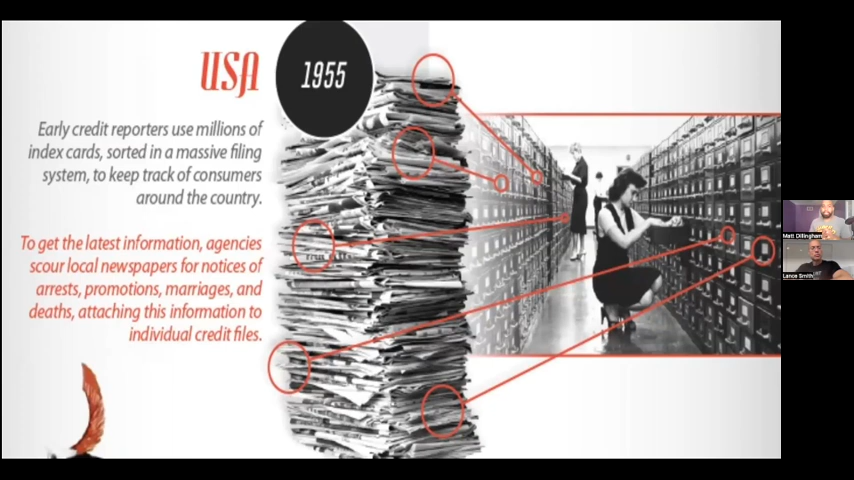 USA
1955
Early credit reporters use millions of
index cards, sorted in a massive filing
system, to keep track of consumers
around the country.
To get the latest information, agencies
scour local newspapers for notices of
arrests, promotions, marriages, and
deaths, attaching this information to
individual credit files.
Matt Dillingham
Lance Smith